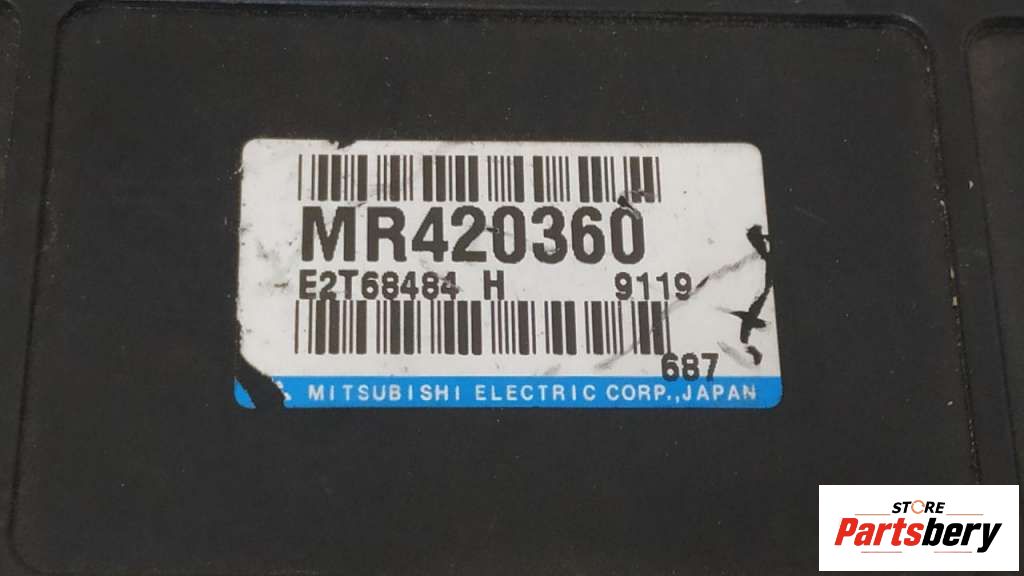 MR420360
E2T68484 H 9119
687
MITSUBISHI ELECTRIC CORP.,JAPAN
STORE
Partsbery